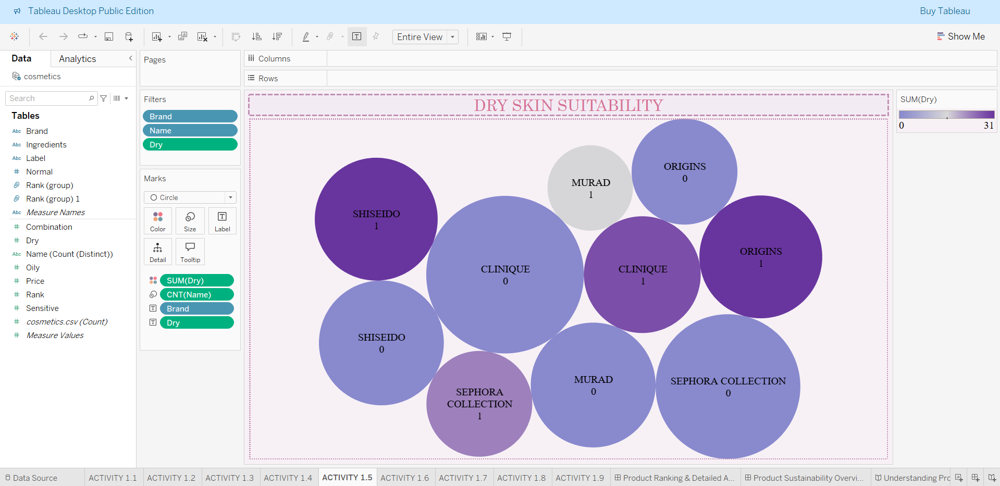 Tableau Desktop Public Edition
Buy Tableau
Entire View
Show Me
Data
Analytics
cosmetics
Search
Tables
Abc Brand
Abc Ingredients
Abc Label
# Normal
Rank (group)
Rank (group) 1
Abc Measure Names
# Combination
# Dry
Abc Name (Count (Distinct))
# Oily
# Price
# Rank
# Sensitive
# cosmetics.csv (Count)
# Measure Values
Pages
Filters
Brand
Name
Dry
Marks
Circle
Color
Size
Label
Detail
Tooltip
SUM(Dry)
CNT(Name)
Brand
Dry
Columns
Rows
DRY SKIN SUITABILITY
ORIGINS
0
MURAD
1
SHISEIDO
1
ORIGINS
1
CLINIQUE
0
CLINIQUE
1
SHISEIDO
0
MURAD
0
SEPHORA COLLECTION
0
SEPHORA
COLLECTION
1
SUM(Dry)
0 31
Data Source
ACTIVITY 1.1
ACTIVITY 1.2
ACTIVITY 1.3
ACTIVITY 1.4
ACTIVITY 1.5
ACTIVITY 1.6
ACTIVITY 1.7
ACTIVITY 1.8
ACTIVITY 1.9
Product Ranking & Detailed A...
Product Sustainability Overvi...
Understanding Pro